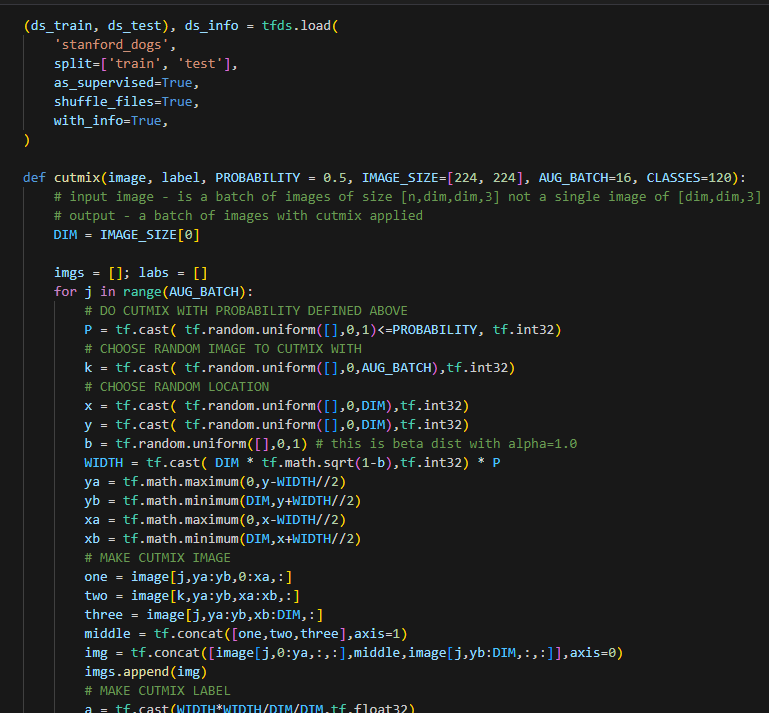 (ds_train, ds_test), ds_info = tfds.load(
    'stanford_dogs',
    split=['train', 'test'],
    as_supervised=True,
    shuffle_files=True,
    with_info=True,
)
def cutmix(image, label, PROBABILITY = 0.5, IMAGE_SIZE=[224, 224], AUG_BATCH=16, CLASSES=120):
    # input image - is a batch of images of size [n,dim,dim,3] not a single image of [dim,dim,3]
    # output - a batch of images with cutmix applied
    DIM = IMAGE_SIZE[0]
    imgs = []; labs = []
    for j in range(AUG_BATCH):
        # DO CUTMIX WITH PROBABILITY DEFINED ABOVE
        P = tf.cast( tf.random.uniform([],0,1)<=PROBABILITY, tf.int32)
        # CHOOSE RANDOM IMAGE TO CUTMIX WITH
        k = tf.cast( tf.random.uniform([],0,AUG_BATCH),tf.int32)
        # CHOOSE RANDOM LOCATION
        x = tf.cast( tf.random.uniform([],0,DIM),tf.int32)
        y = tf.cast( tf.random.uniform([],0,DIM),tf.int32)
        b = tf.random.uniform([],0,1) # this is beta dist with alpha=1.0
        WIDTH = tf.cast( DIM * tf.math.sqrt(1-b),tf.int32) * P
        ya = tf.math.maximum(0,y-WIDTH//2)
        yb = tf.math.minimum(DIM,y+WIDTH//2)
        xa = tf.math.maximum(0,x-WIDTH//2)
        xb = tf.math.minimum(DIM,x+WIDTH//2)
        # MAKE CUTMIX IMAGE
        one = image[j,ya:yb,0:xa,:]
        two = image[k,ya:yb,xa:xb,:]
        three = image[j,ya:yb,xb:DIM,:]
        middle = tf.concat([one,two,three],axis=1)
        img = tf.concat([image[j,0:ya,:,:],middle,image[j,yb:DIM,:,:]],axis=0)
        imgs.append(img)
        # MAKE CUTMIX LABEL
        a = tf.cast(WIDTH*WIDTH/DIM/DIM,tf.float32)